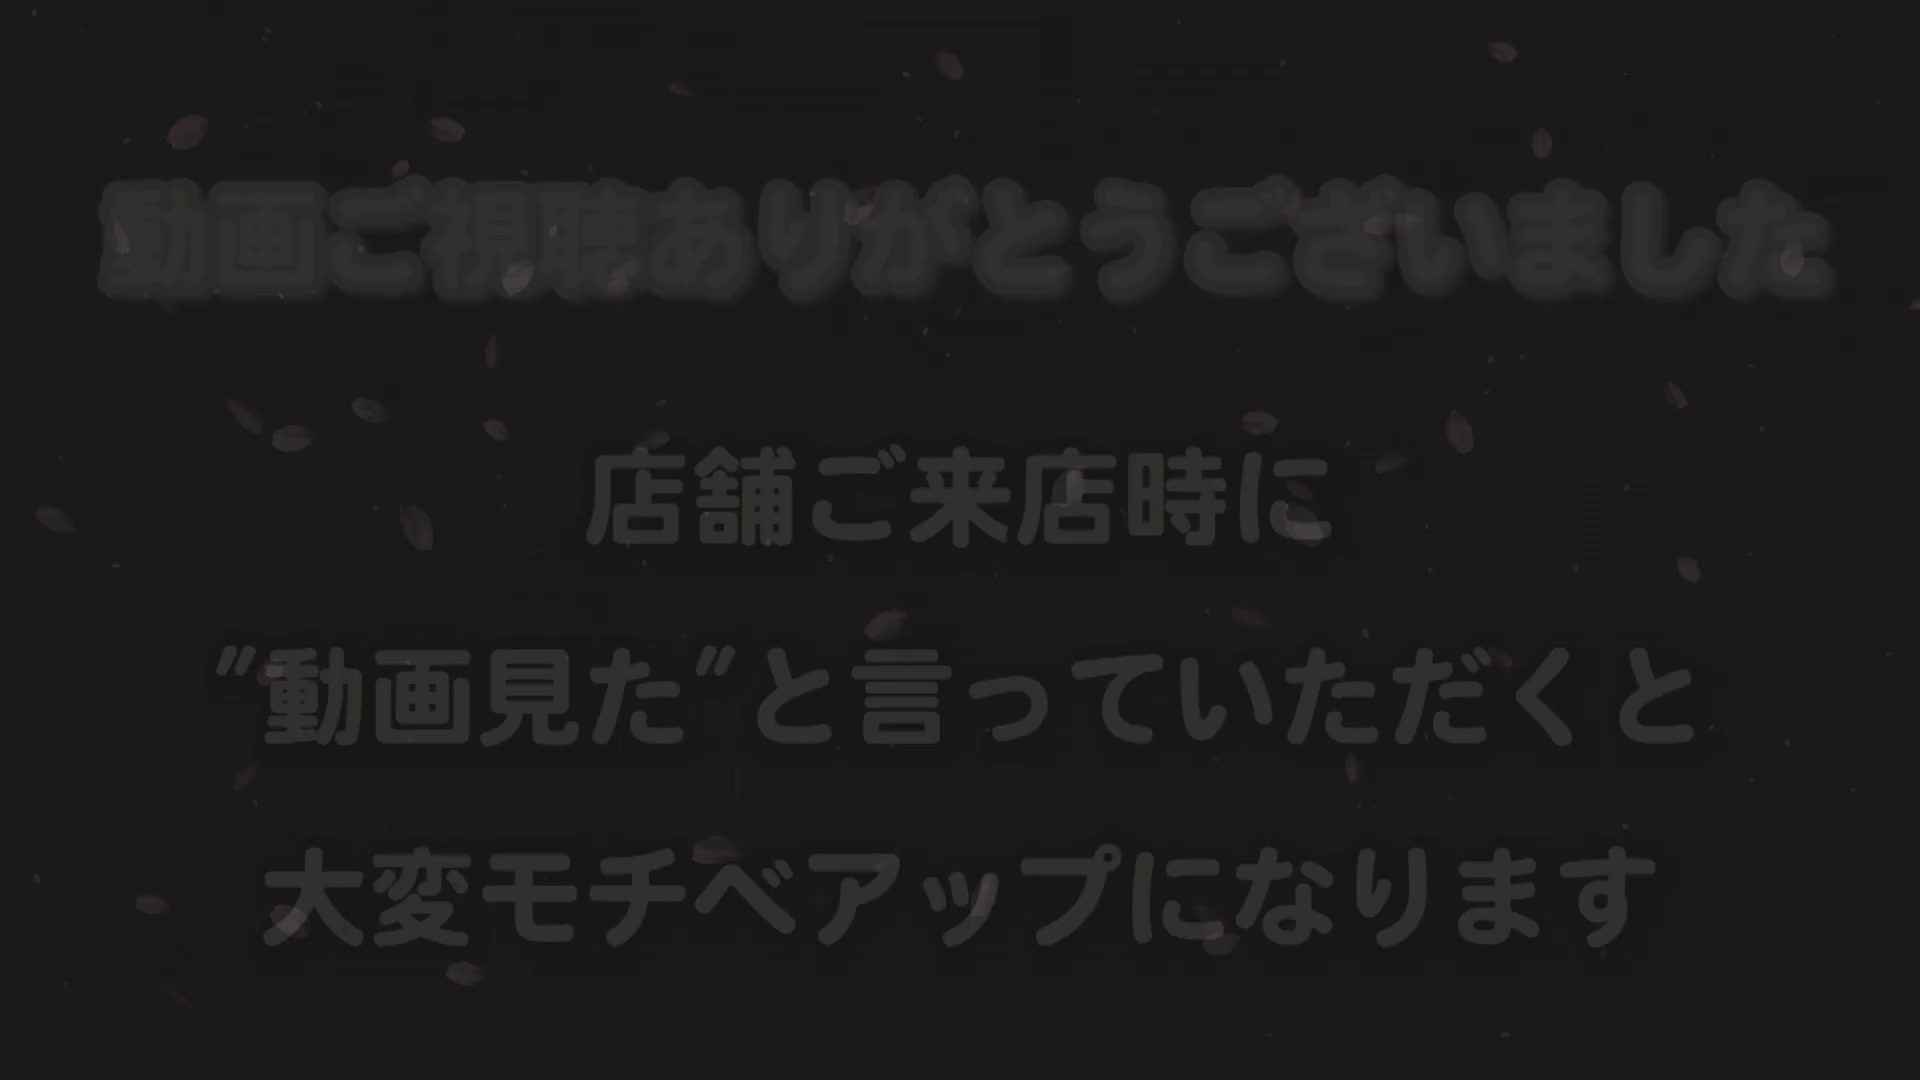 動画ご視聴ありがとうございました
店舗ご来店時に
"動画見た"と言っていただくと
大変モチベアップになります